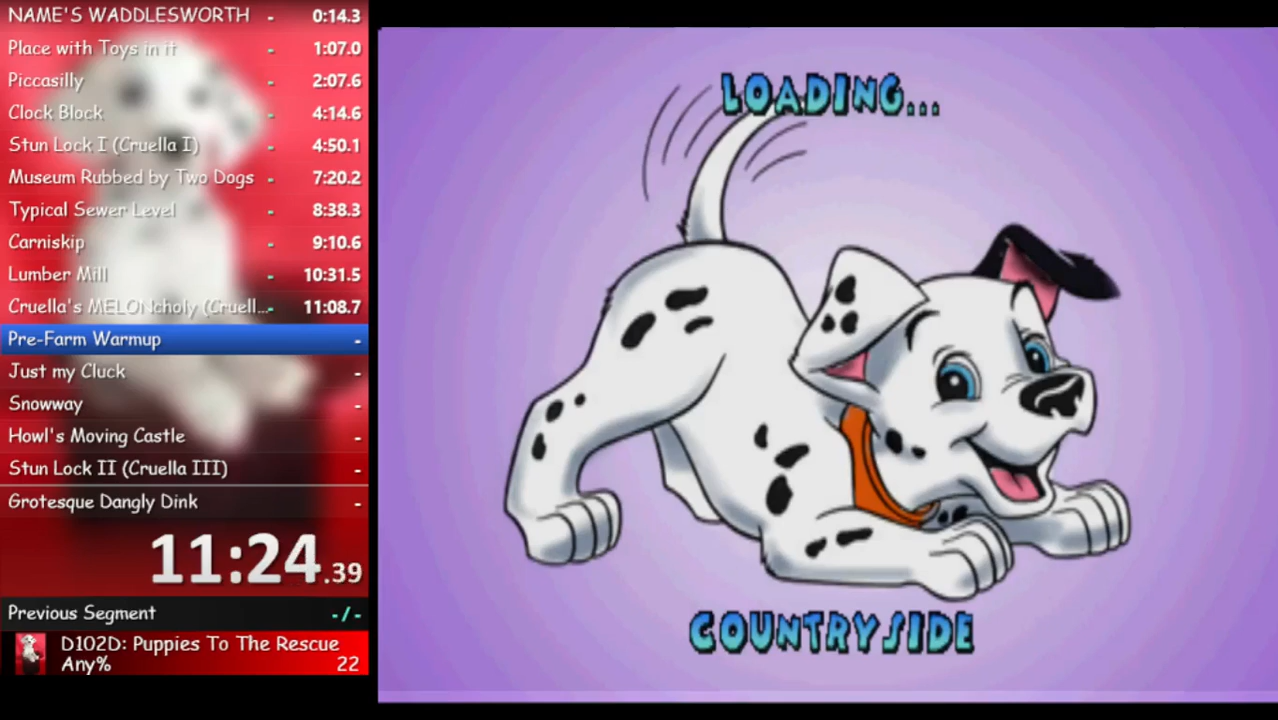 NAME'S WADDLESWORTH - 0:14.3
Place with Toys in it - 1:07.0
Piccasilly - 2:07.6
Clock Block - 4:14.6
Stun Lock I (Cruella I) - 4:50.1
Museum Rubbed by Two Dogs - 7:20.2
Typical Sewer Level - 8:38.3
Carniskip - 9:10.6
Lumber Mill - 10:31.5
Cruella's MELONcholy (Cruell... - 11:08.7
Pre-Farm Warmup -
Just my Cluck -
Snowway -
Howl's Moving Castle -
Stun Lock II (Cruella III) -
Grotesque Dangly Dink -
11:24.39
Previous Segment -/-
D102D: Puppies To The Rescue
Any% 22
LOADING...
COUNTRYSIDE